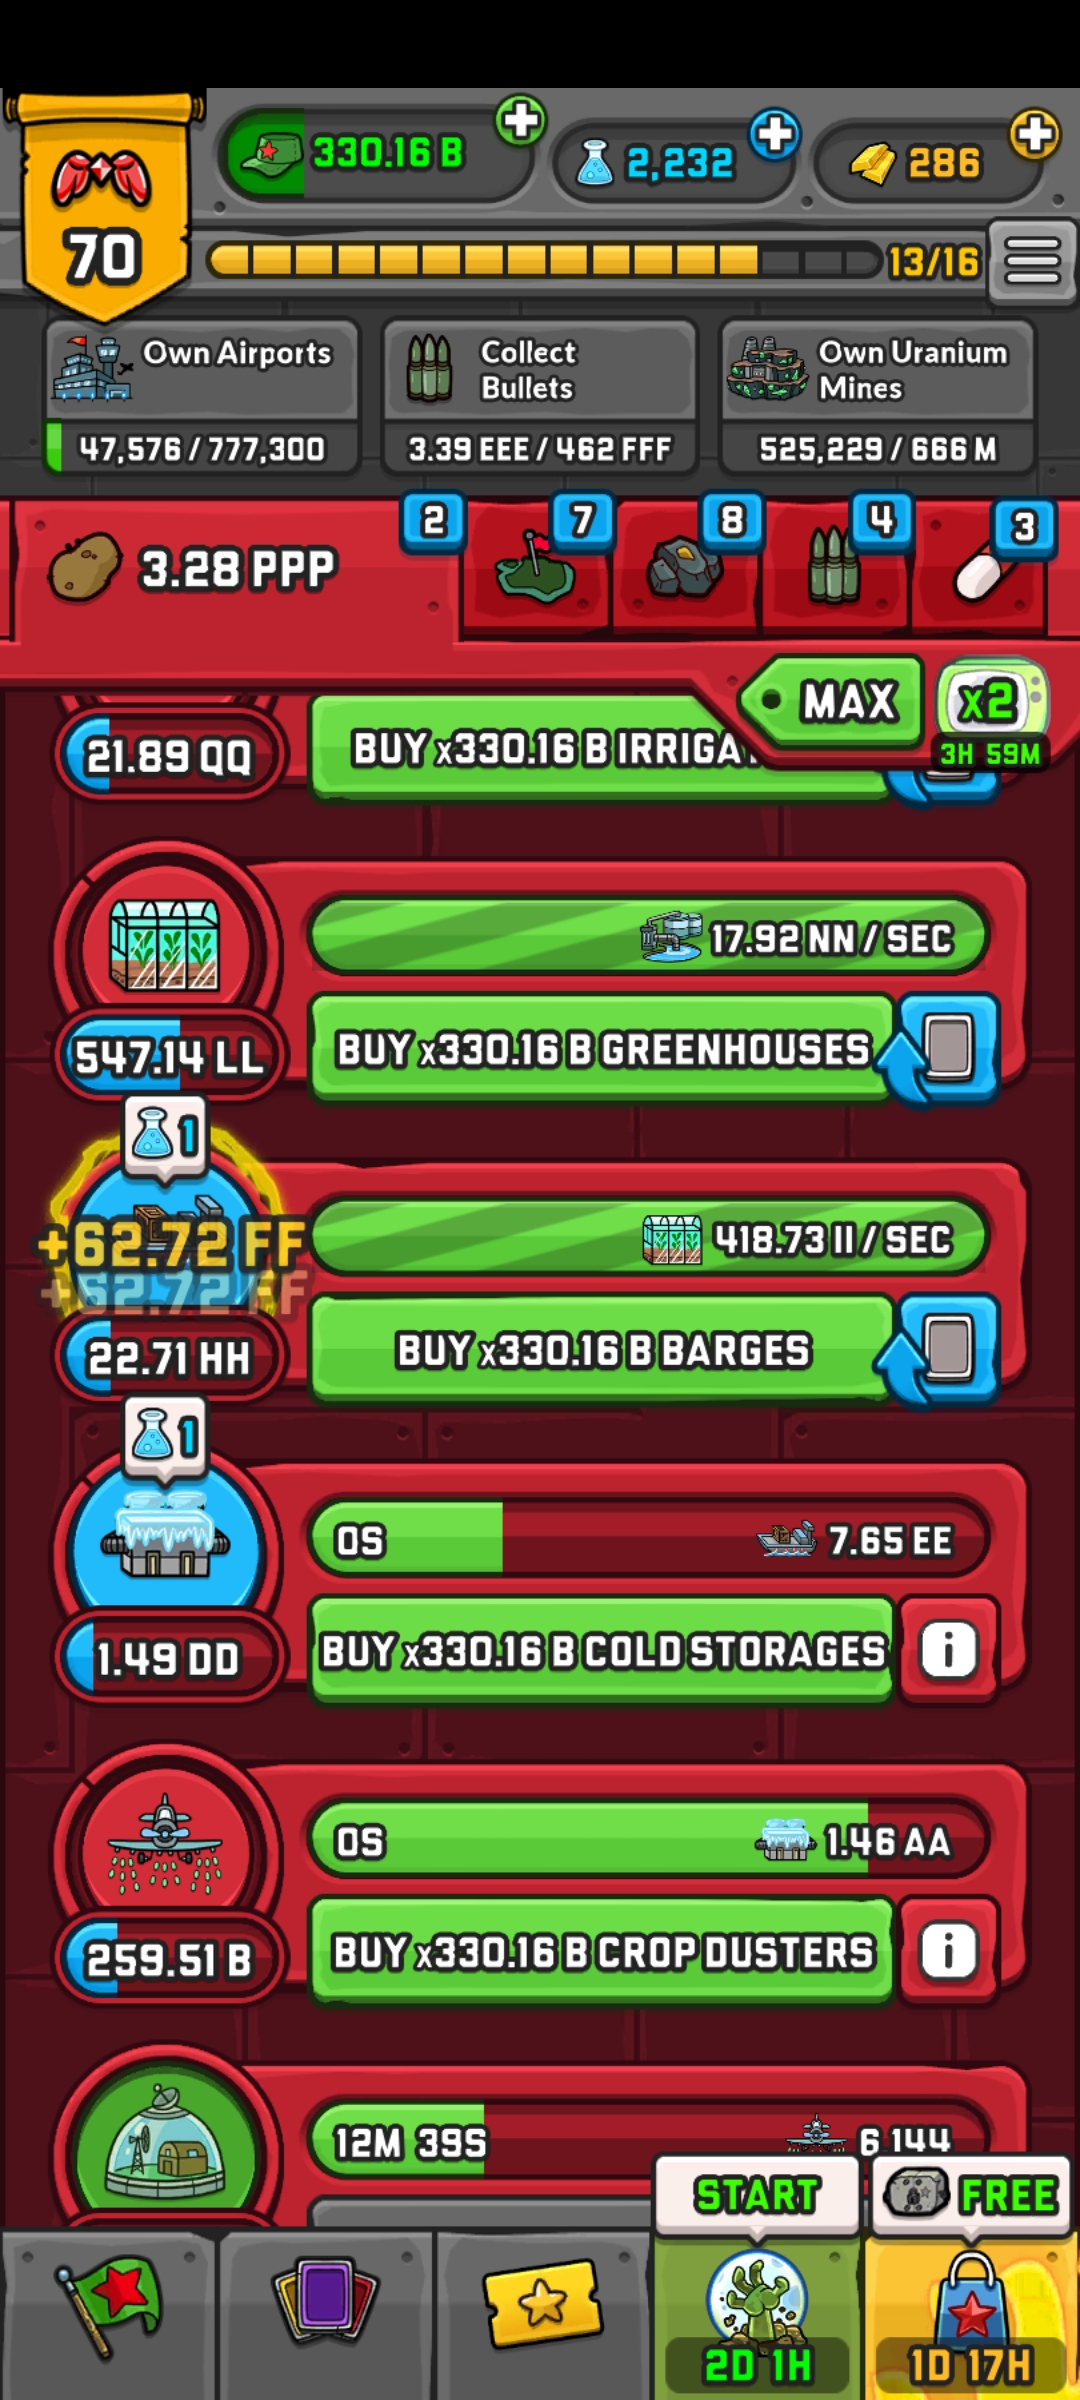 330.16 B
2,232
286
70
13/16
Own Airports
47,576 / 777,300
Collect
Bullets
3.39 EEE / 462 FFF
Own Uranium
Mines
525,229 / 666 M
3.28 PPP
2
7
8
4
3
MAX
x2
3H 59M
21.89 QQ
BUY x330.16 B
17.92 NN / SEC
547.14 LL
BUY x330.16 B GREENHOUSES
1
+62.72 FF
+62.72 FF
418.73 II / SEC
22.71 HH
BUY x330.16 B BARGES
1
0S
7.65 EE
1.49 DD
BUY x330.16 B COLD STORAGES
0S
1.46 AA
259.51 B
BUY x330.16 B CROP DUSTERS
12M 39S
6,144
START
FREE
2D 1H
1D 17H